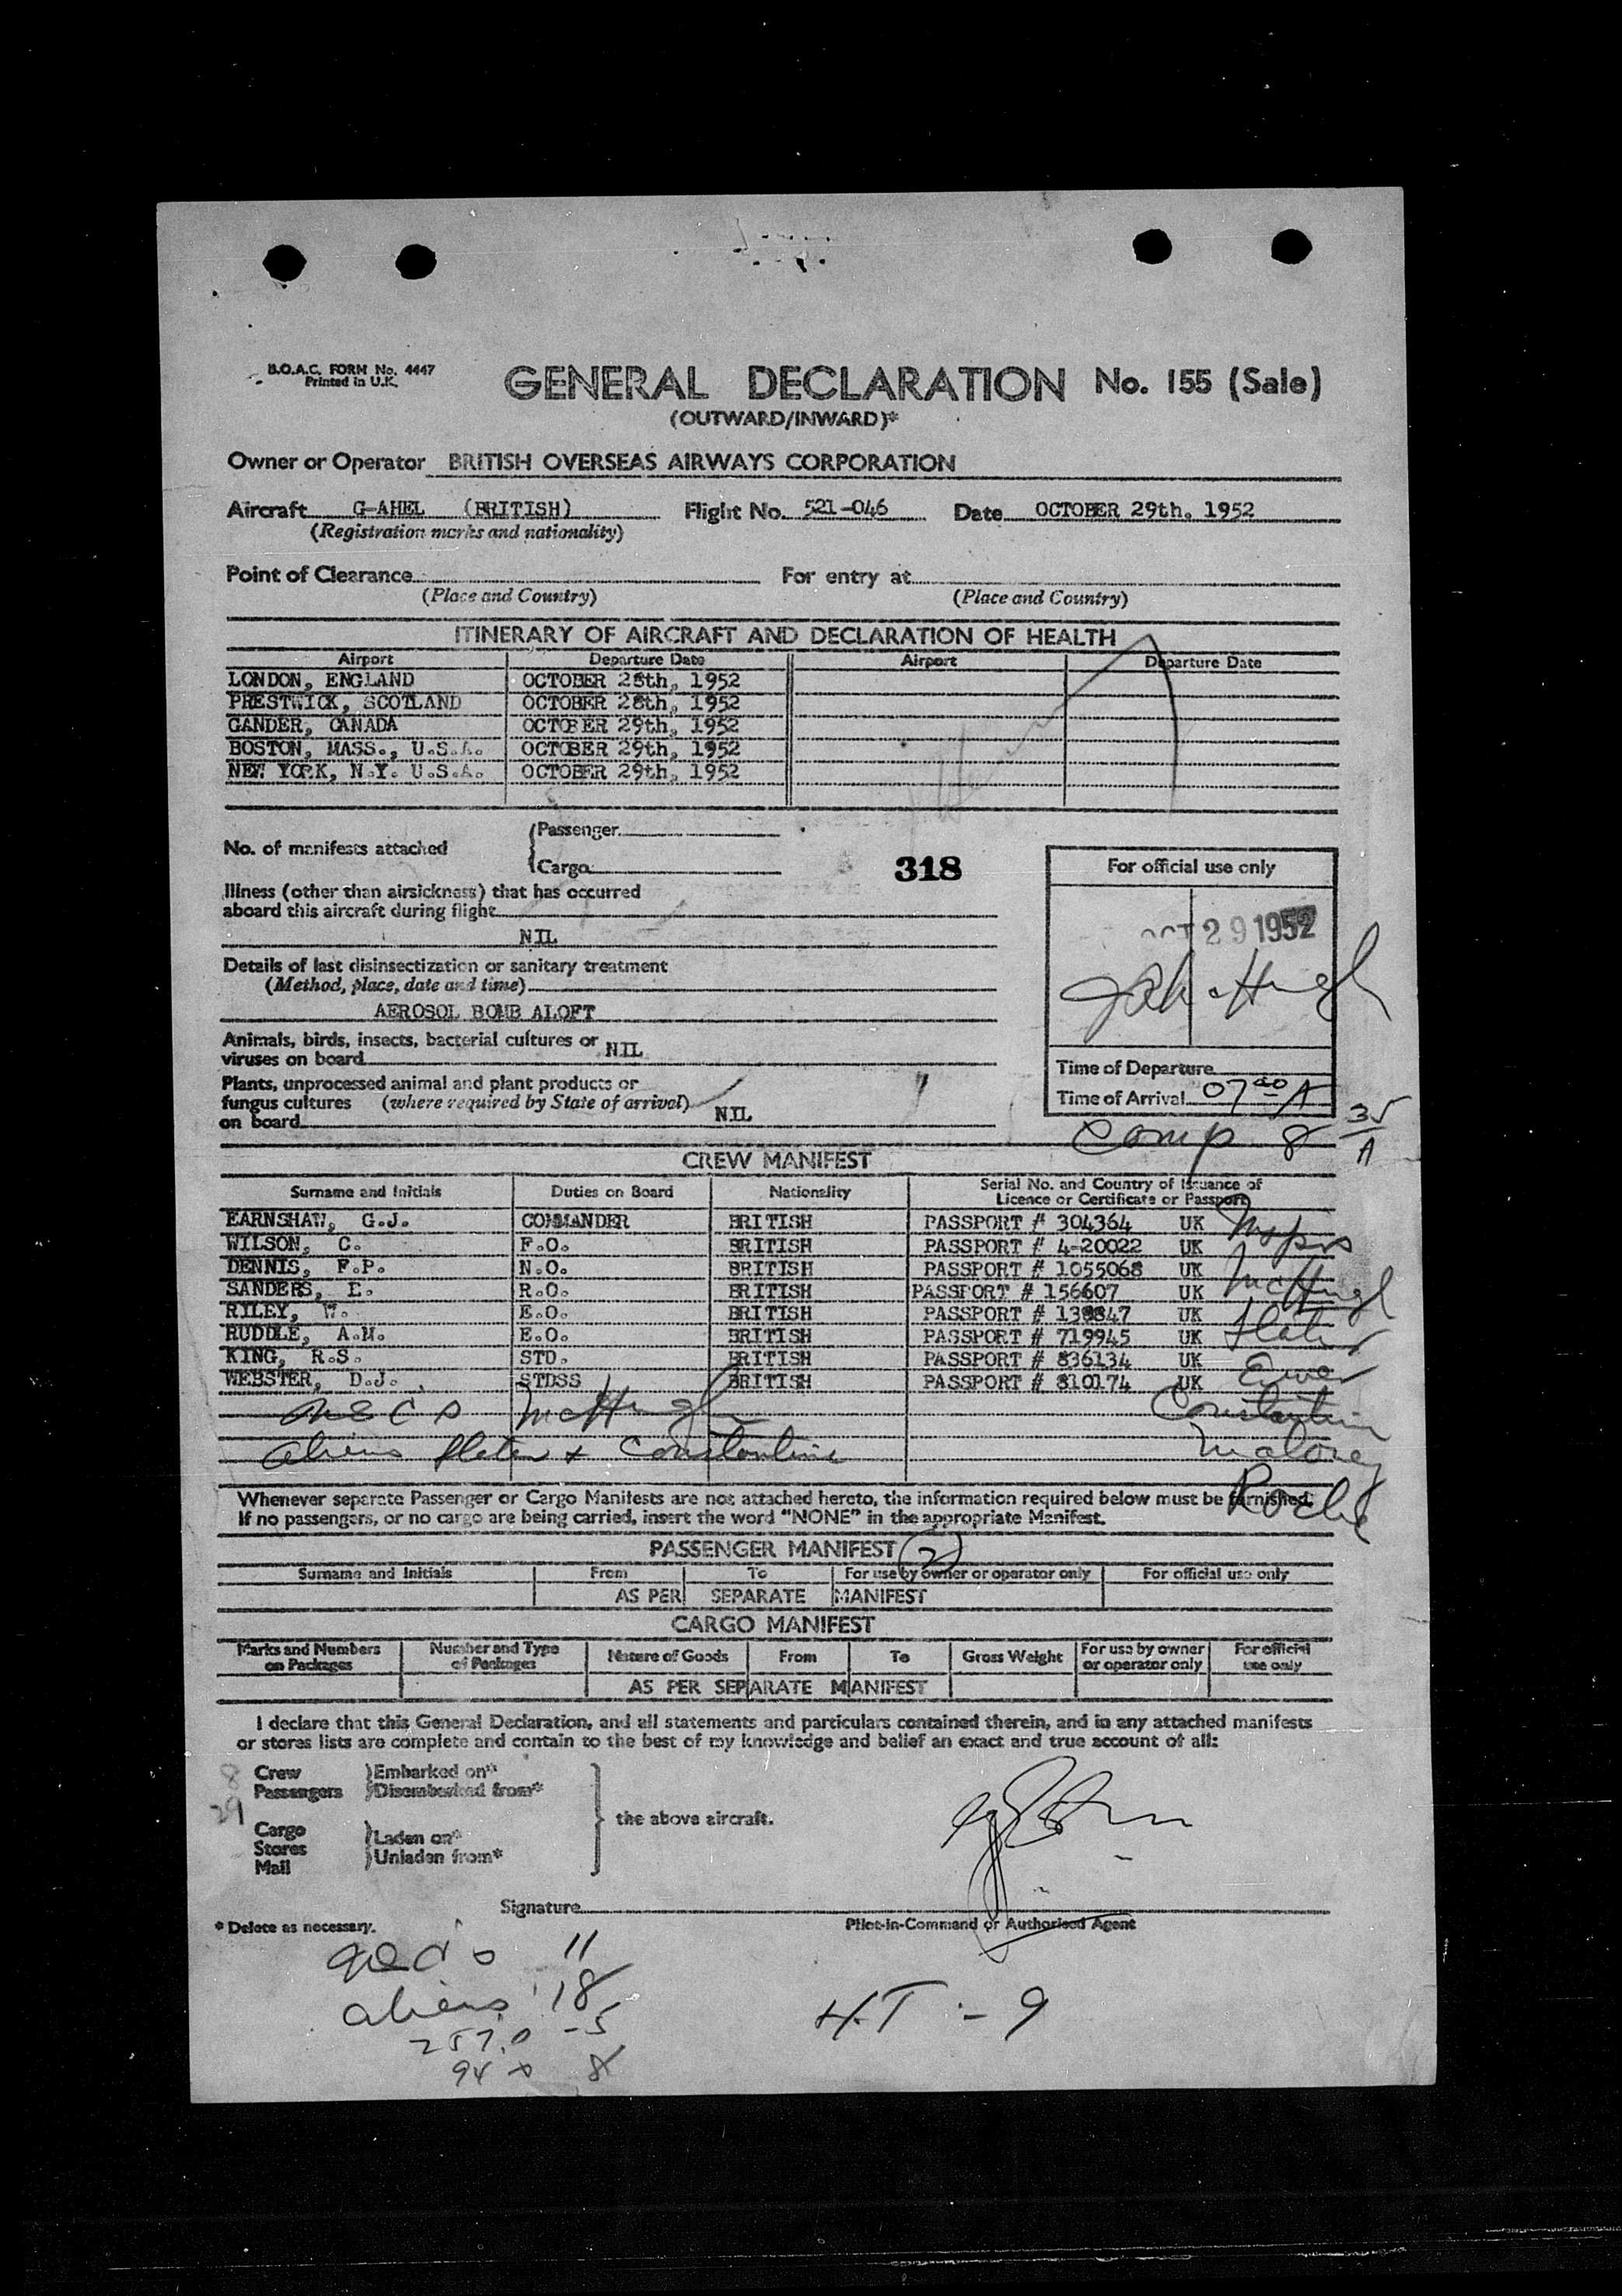 B.O.A.C. FORM No. 4447
Printed in U.K.
GENERAL DECLARATION No. 155 (Sale)
(OUTWARD/INWARD)*
Owner or Operator BRITISH OVERSEAS AIRWAYS CORPORATION
Aircraft G-AHEL (BRITISH) Flight No. 521-046 Date OCTOBER 29th, 1952
(Registration marks and nationality)
Point of Clearance For entry at
(Place and Country) (Place and Country)
ITINERARY OF AIRCRAFT AND DECLARATION OF HEALTH
Airport Departure Date Airport Departure Date
LONDON, ENGLAND OCTOBER 28th, 1952
PRESTWICK, SCOTLAND OCTOBER 28th, 1952
GANDER, CANADA OCTOBER 29th, 1952
BOSTON, MASS., U.S.A. OCTOBER 29th, 1952
NEW YORK, N.Y. U.S.A. OCTOBER 29th, 1952
No. of manifests attached
Passenger
Cargo
318
For official use only
OCT 29 1952
Illness (other than airsickness) that has occurred
aboard this aircraft during flight
NIL
Details of last disinsectization or sanitary treatment
(Method, place, date and time)
AEROSOL BOMB ALOFT
Animals, birds, insects, bacterial cultures or
viruses on board NIL
Plants, unprocessed animal and plant products or
fungus cultures (where required by State of arrival)
on board NIL
Time of Departure
Time of Arrival 07 40 A
Comp 8 35
A
CREW MANIFEST
Surname and Initials Duties on Board Nationality Serial No. and Country of Issuance of
Licence or Certificate or Passport
EARNSHAW, G.J. COMMANDER BRITISH PASSPORT # 304364 UK
WILSON, C. F.O. BRITISH PASSPORT # 4-20022 UK Insprs
DENNIS, F.P. N.O. BRITISH PASSPORT # 1055068 UK
SANDERS, E. R.O. BRITISH PASSPORT # 156607 UK McHugh
RILEY, W. E.O. BRITISH PASSPORT # 138847 UK
RUDDLE, A.M. E.O. BRITISH PASSPORT # 719945 UK Slater
KING, R.S. STD. BRITISH PASSPORT # 836134 UK
WEBSTER, D.J. STDSS BRITISH PASSPORT # 810174 UK
McHugh Constantine
aliens Slater + Constantine Maloney
Roche
Whenever separate Passenger or Cargo Manifests are not attached hereto, the information required below must be furnished.
If no passengers, or no cargo are being carried, insert the word "NONE" in the appropriate Manifest.
PASSENGER MANIFEST (2)
Surname and Initials From To For use by owner or operator only For official use only
AS PER SEPARATE MANIFEST
CARGO MANIFEST
Marks and Numbers on Packages Number and Type of Packages Nature of Goods From To Gross Weight For use by owner or operator only For official use only
AS PER SEPARATE MANIFEST
I declare that this General Declaration, and all statements and particulars contained therein, and in any attached manifests
or stores lists are complete and contain to the best of my knowledge and belief an exact and true account of all:
8 Crew Embarked on*
29 Passengers Disembarked from*
the above aircraft.
Cargo
Stores
Mail
Laden on*
Unladen from*
Signature
* Delete as necessary. Pilot-in-Command or Authorised Agent
11
aliens 18
- 5
8
- 9